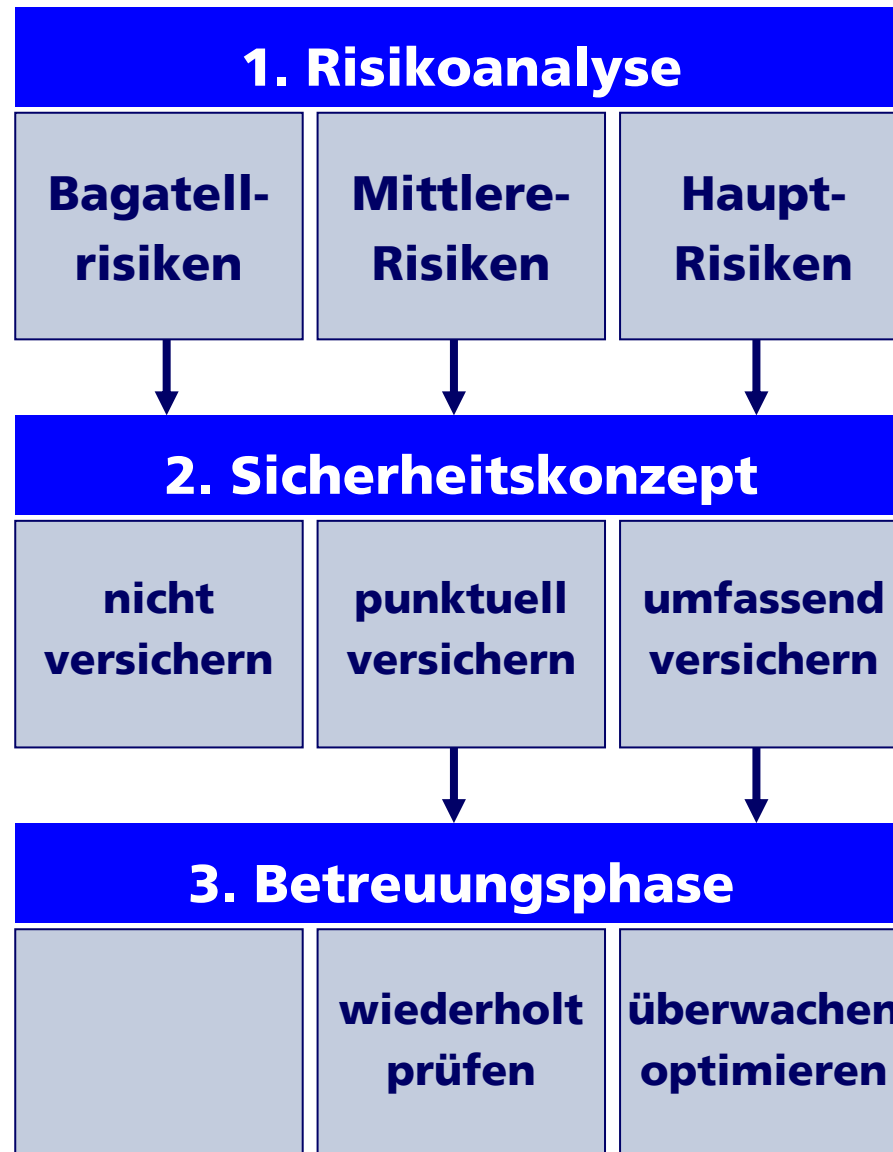 1. Risikoanalyse
Bagatell-
risiken
Mittlere-
Risiken
Haupt-
Risiken
2. Sicherheitskonzept
nicht
versichern
punktuell
versichern
umfassend
versichern
3. Betreuungsphase
wiederholt
prüfen
überwachen
optimieren